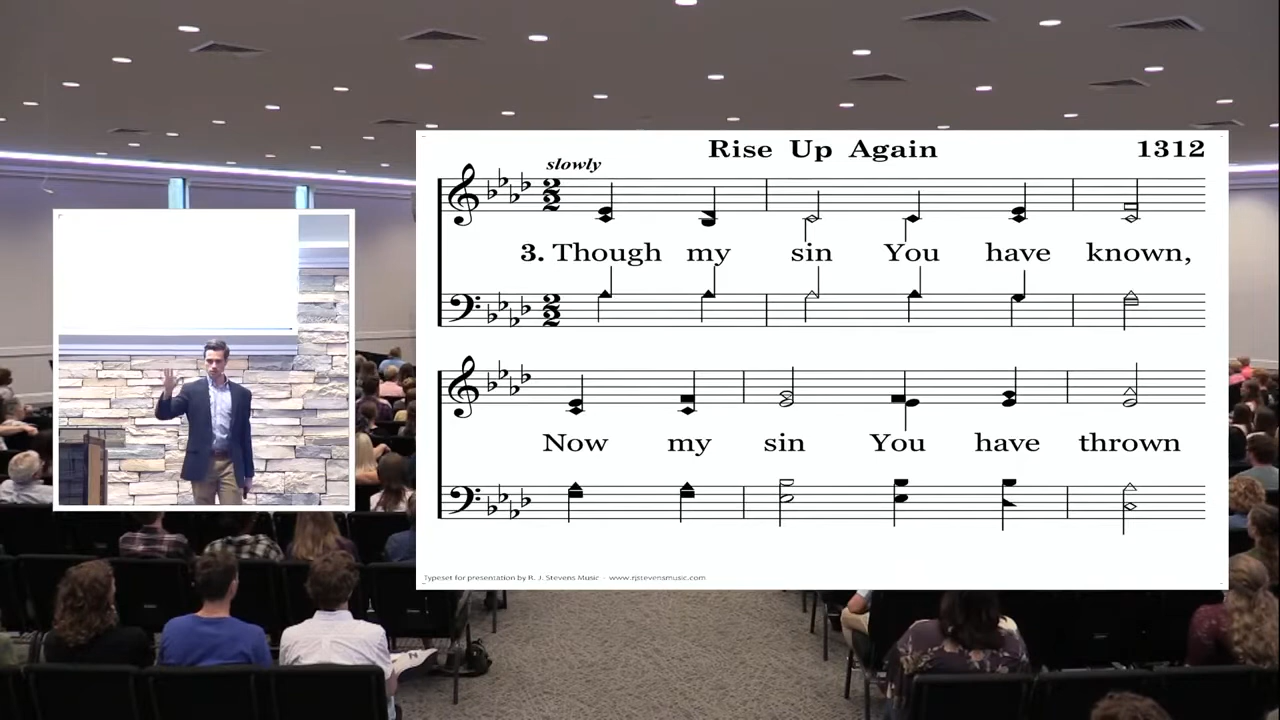 Rise Up Again 1312
slowly
3. Though my sin You have known,
Now my sin You have thrown
Typeset for presentation by R. J. Stevens Music - www.rjstevensmusic.com